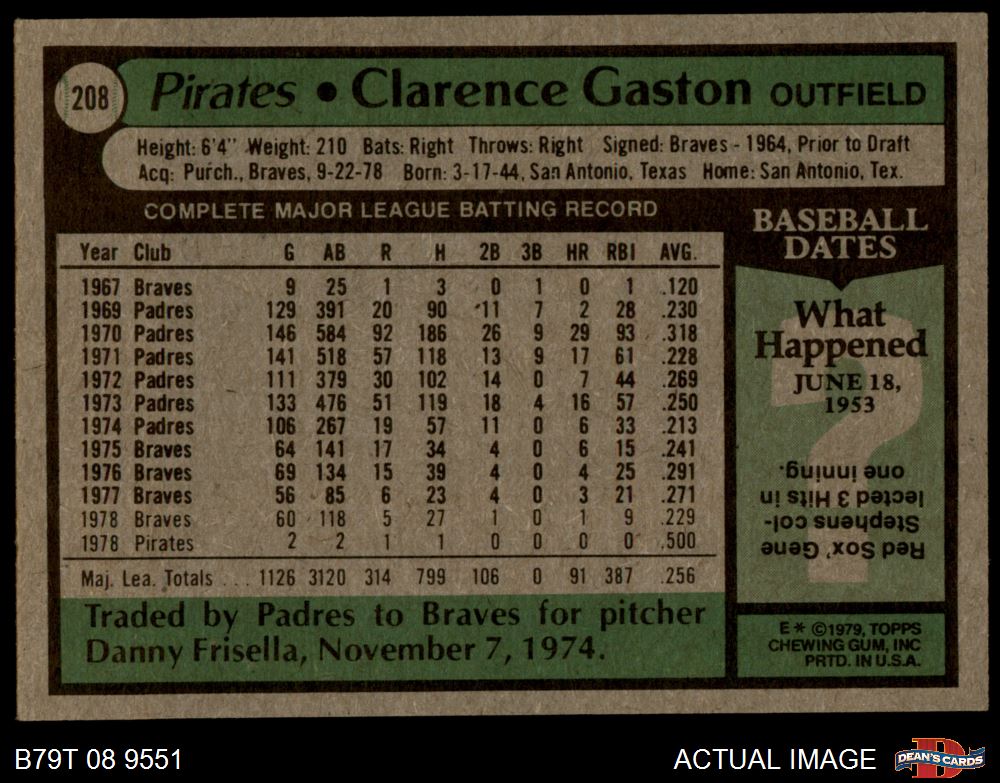 208
Pirates • Clarence Gaston OUTFIELD
Height: 6'4" Weight: 210 Bats: Right Throws: Right Signed: Braves - 1964, Prior to Draft
Acq: Purch., Braves, 9-22-78 Born: 3-17-44, San Antonio, Texas Home: San Antonio, Tex.
COMPLETE MAJOR LEAGUE BATTING RECORD
Year Club G AB R H 2B 3B HR RBI AVG.
1967 Braves 9 25 1 3 0 1 0 1 .120
1969 Padres 129 391 20 90 11 7 2 28 .230
1970 Padres 146 584 92 186 26 9 29 93 .318
1971 Padres 141 518 57 118 13 9 17 61 .228
1972 Padres 111 379 30 102 14 0 7 44 .269
1973 Padres 133 476 51 119 18 4 16 57 .250
1974 Padres 106 267 19 57 11 0 6 33 .213
1975 Braves 64 141 17 34 4 0 6 15 .241
1976 Braves 69 134 15 39 4 0 4 25 .291
1977 Braves 56 85 6 23 4 0 3 21 .271
1978 Braves 60 118 5 27 1 0 1 9 .229
1978 Pirates 2 2 1 1 0 0 0 0 .500
Maj. Lea. Totals ... 1126 3120 314 799 106 0 91 387 .256
Traded by Padres to Braves for pitcher
Danny Frisella, November 7, 1974.
BASEBALL
DATES
What
Happened
JUNE 18,
1953
?
Red Sox' Gene
Stephens col-
lected 3 Hits in
one inning.
E* ©1979, TOPPS
CHEWING GUM, INC
PRTD. IN U.S.A.
B79T 08 9551
ACTUAL IMAGE
D
DEAN'S CARDS